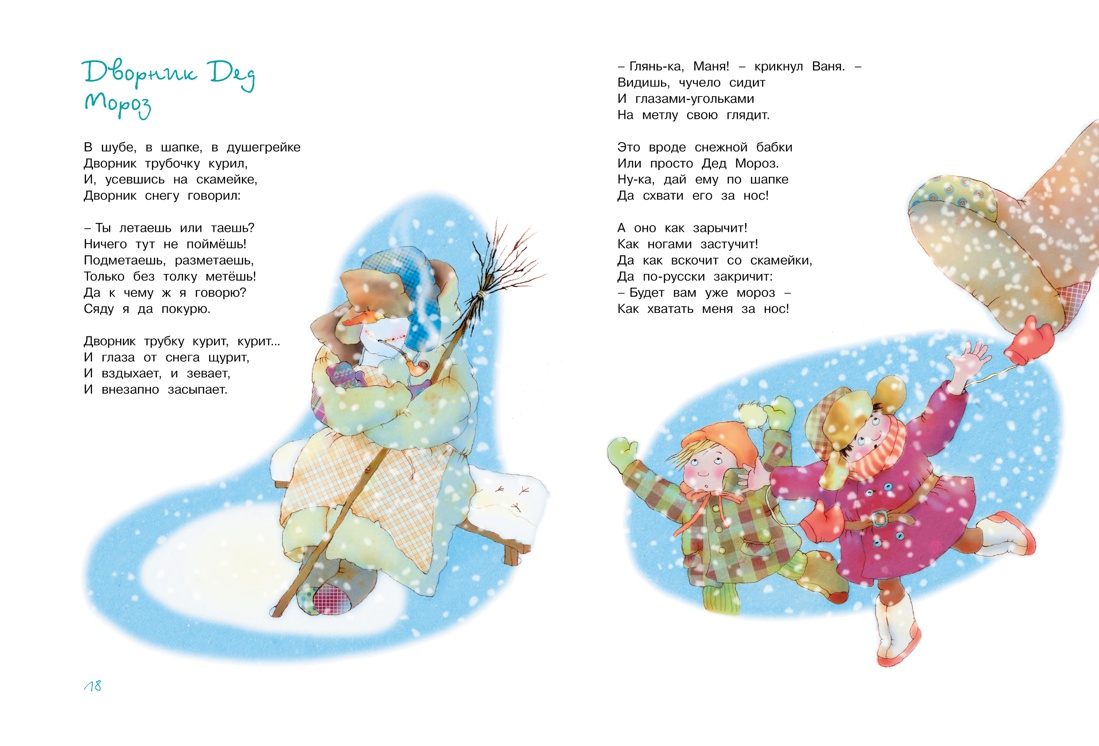 Дворник Дед
Мороз
В шубе, в шапке, в душегрейке
Дворник трубочку курил,
И, усевшись на скамейке,
Дворник снегу говорил:
– Ты летаешь или таешь?
Ничего тут не поймёшь!
Подметаешь, разметаешь,
Только без толку метёшь!
Да к чему ж я говорю?
Сяду я да покурю.
Дворник трубку курит, курит...
И глаза от снега щурит,
И вздыхает, и зевает,
И внезапно засыпает.
18
– Глянь-ка, Маня! – крикнул Ваня. –
Видишь, чучело сидит
И глазами-угольками
На метлу свою глядит.
Это вроде снежной бабки
Или просто Дед Мороз.
Ну-ка, дай ему по шапке
Да схвати его за нос!
А оно как зарычит!
Как ногами застучит!
Да как вскочит со скамейки,
Да по-русски закричит:
– Будет вам уже мороз –
Как хватать меня за нос!